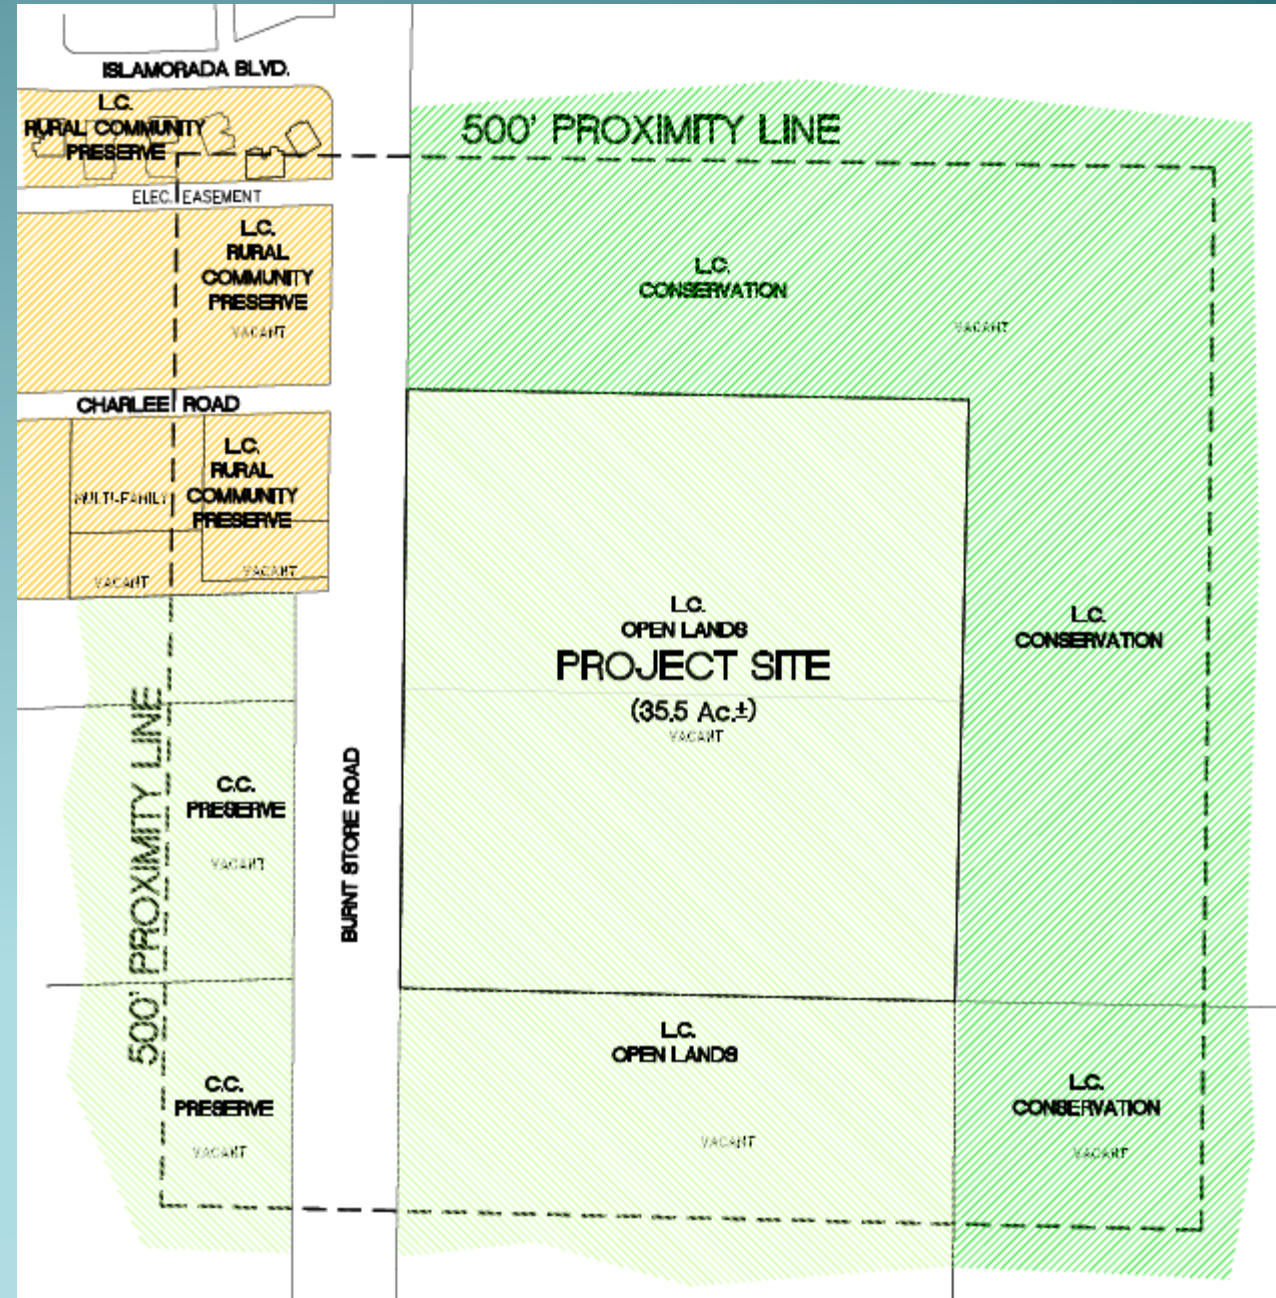 ISLAMORADA BLVD.
L.C.
RURAL COMMUNITY
PRESERVE
500' PROXIMITY LINE
ELEC. EASEMENT
L.C.
RURAL
COMMUNITY
PRESERVE
VACANT
L.C.
CONSERVATION
VACANT
CHARLEE ROAD
L.C.
RURAL
COMMUNITY
PRESERVE
MULTI-FAMILY
VACANT
VACANT
L.C.
OPEN LANDS
PROJECT SITE
(35.5 Ac.±)
VACANT
L.C.
CONSERVATION
500' PROXIMITY LINE
C.C.
PRESERVE
VACANT
BURNT STORE ROAD
L.C.
OPEN LANDS
VACANT
C.C.
PRESERVE
VACANT
L.C.
CONSERVATION
VACANT